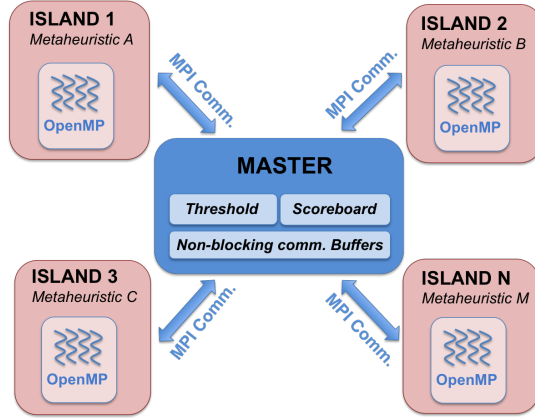 ISLAND 1
Metaheuristic A
OpenMP
MPI Comm.
ISLAND 2
Metaheuristic B
OpenMP
MPI Comm.
MASTER
Threshold
Scoreboard
Non-blocking comm. Buffers
ISLAND 3
Metaheuristic C
OpenMP
MPI Comm.
ISLAND N
Metaheuristic M
OpenMP
MPI Comm.